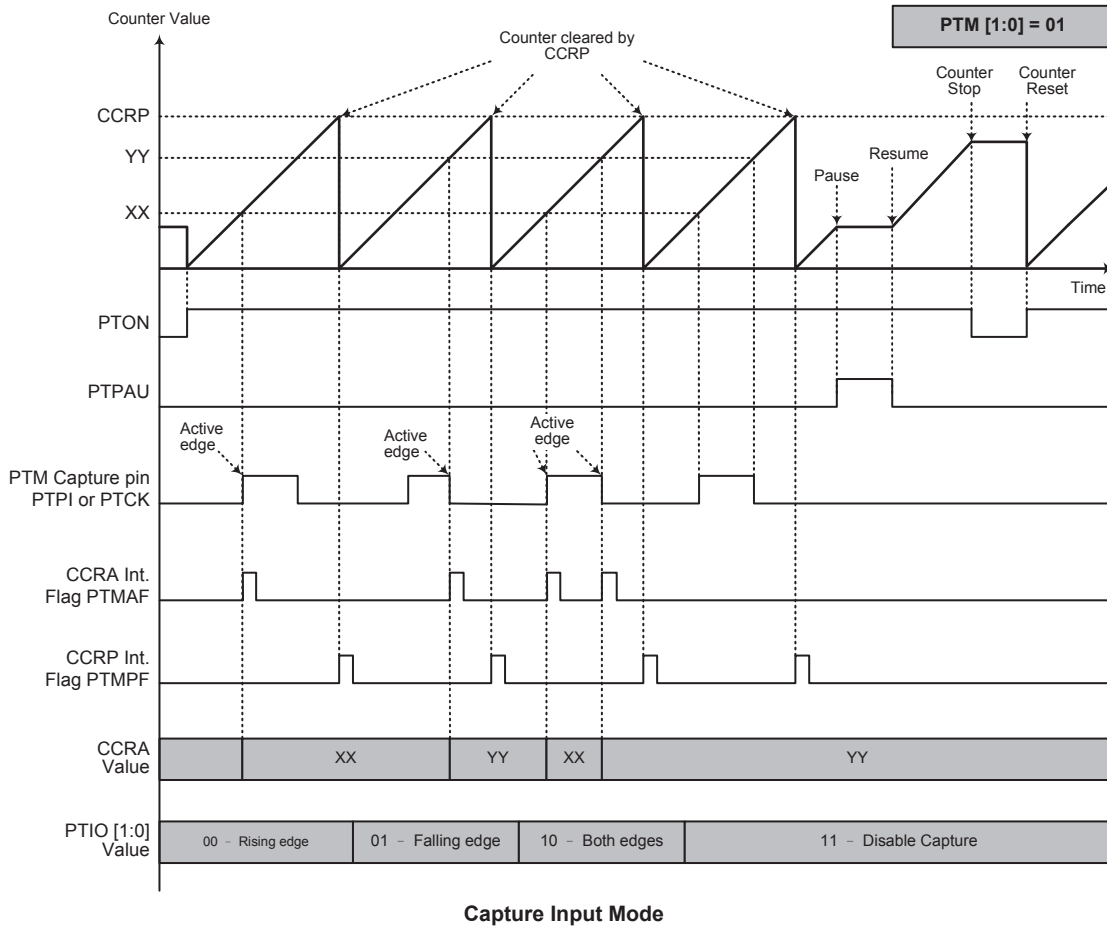 Counter Value
PTM [1:0] = 01
Counter cleared by
CCRP
Counter
Stop
Counter
Reset
CCRP
YY
XX
Pause
Resume
Time
PTON
PTPAU
Active
edge
Active
edge
Active
edge
PTM Capture pin
PTPI or PTCK
CCRA Int.
Flag PTMAF
CCRP Int.
Flag PTMPF
CCRA
Value
XX
YY
XX
YY
PTIO [1:0]
Value
00 – Rising edge
01 – Falling edge
10 – Both edges
11 – Disable Capture
Capture Input Mode